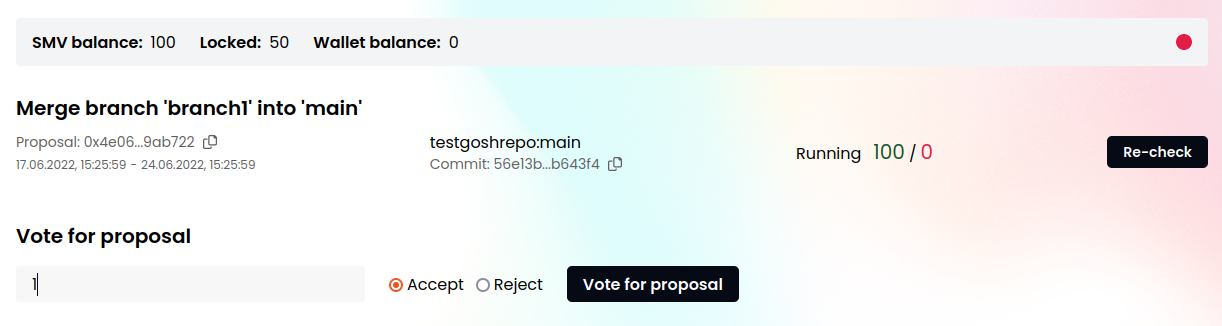 SMV balance: 100 Locked: 50 Wallet balance: 0
Merge branch 'branch1' into 'main'
Proposal: 0x4e06...9ab722
17.06.2022, 15:25:59 - 24.06.2022, 15:25:59
testgoshrepo:main
Commit: 56e13b...b643f4
Running 100 / 0
Re-check
Vote for proposal
1
Accept Reject Vote for proposal